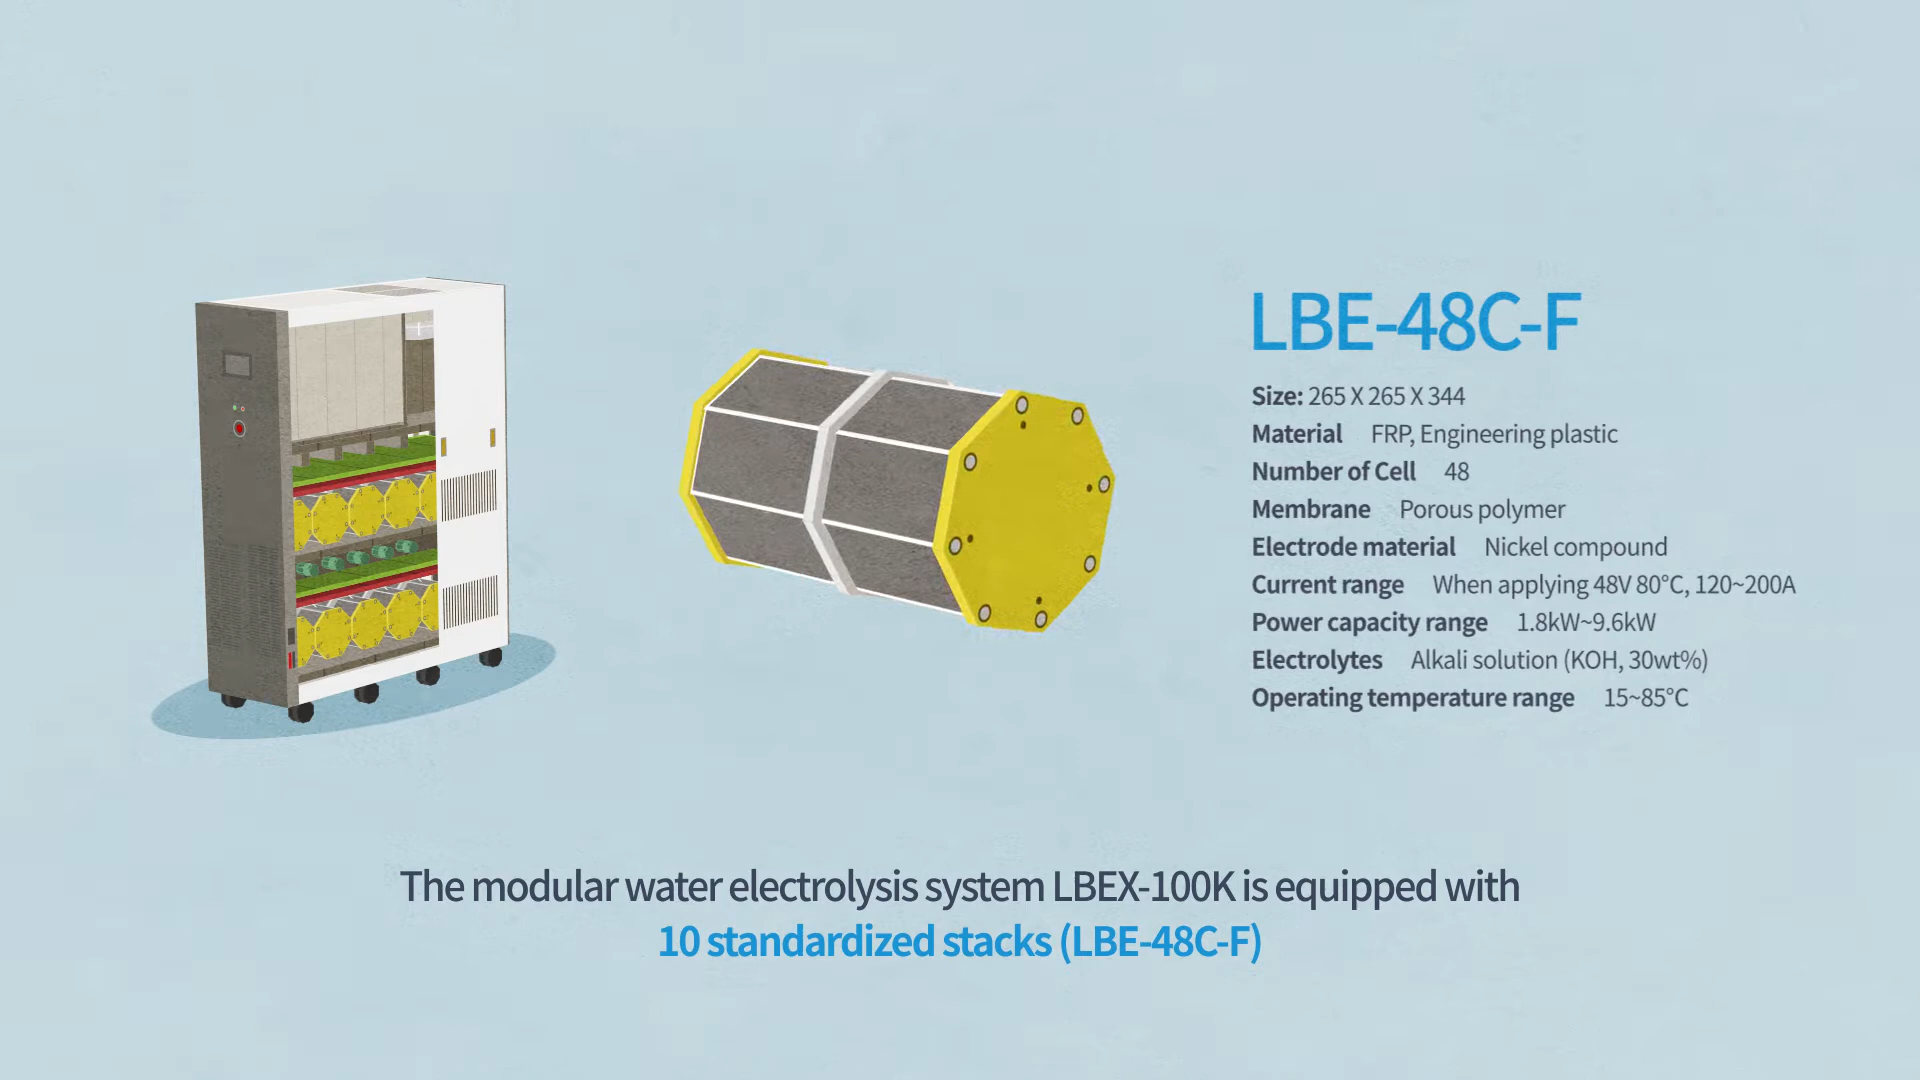 LBE-48C-F
Size: 265 X 265 X 344
Material FRP, Engineering plastic
Number of Cell 48
Membrane Porous polymer
Electrode material Nickel compound
Current range When applying 48V 80°C, 120~200A
Power capacity range 1.8kW~9.6kW
Electrolytes Alkali solution (KOH, 30wt%)
Operating temperature range 15~85°C
The modular water electrolysis system LBEX-100K is equipped with
10 standardized stacks (LBE-48C-F)